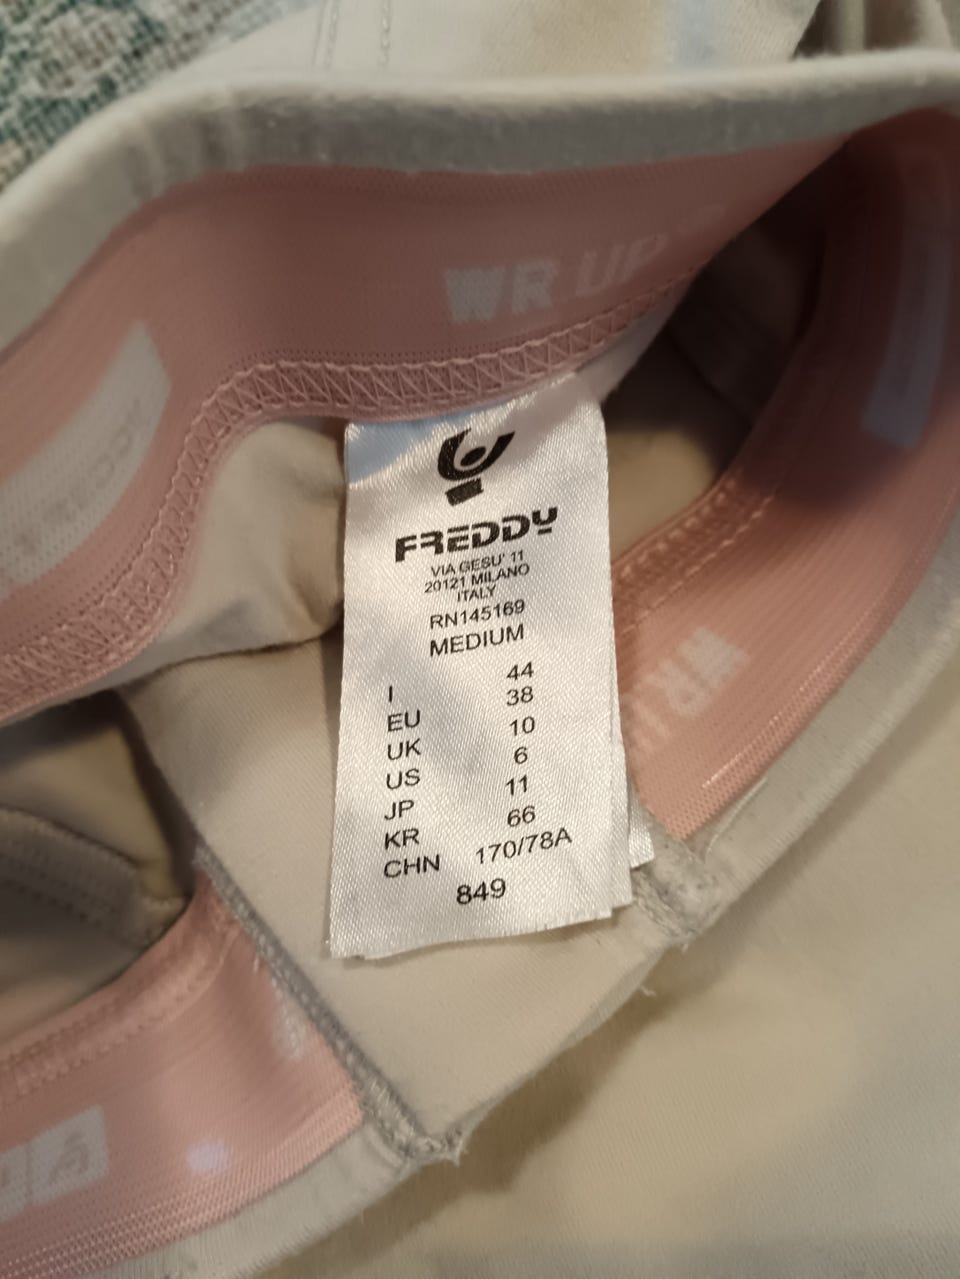 WR.UP
FREDDY
VIA GESU' 11
20121 MILANO
ITALY
RN145169
MEDIUM
I 44
EU 38
UK 10
US 6
JP 11
KR 66
CHN 170/78A
849
WR.U